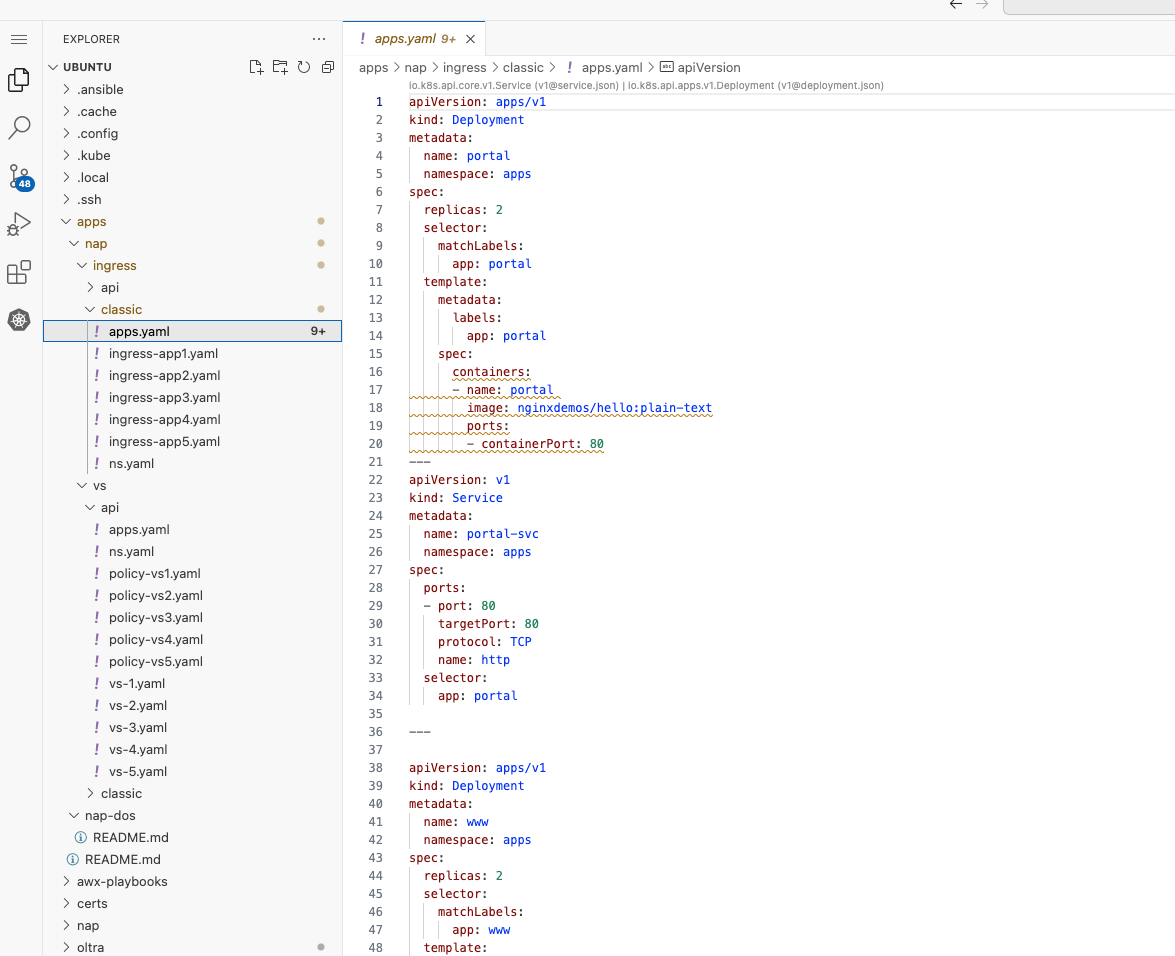 EXPLORER
UBUNTU
.ansible
.cache
.config
.kube
.local
.ssh
apps
nap
ingress
api
classic
! apps.yaml 9+
! ingress-app1.yaml
! ingress-app2.yaml
! ingress-app3.yaml
! ingress-app4.yaml
! ingress-app5.yaml
! ns.yaml
vs
api
! apps.yaml
! ns.yaml
! policy-vs1.yaml
! policy-vs2.yaml
! policy-vs3.yaml
! policy-vs4.yaml
! policy-vs5.yaml
! vs-1.yaml
! vs-2.yaml
! vs-3.yaml
! vs-4.yaml
! vs-5.yaml
classic
nap-dos
README.md
README.md
awx-playbooks
certs
nap
oltra
48
! apps.yaml 9+
apps > nap > ingress > classic > ! apps.yaml > abc apiVersion
io.k8s.api.core.v1.Service (v1@service.json) | io.k8s.api.apps.v1.Deployment (v1@deployment.json)
1 apiVersion: apps/v1
2 kind: Deployment
3 metadata:
4   name: portal
5   namespace: apps
6 spec:
7   replicas: 2
8   selector:
9     matchLabels:
10       app: portal
11   template:
12     metadata:
13       labels:
14         app: portal
15     spec:
16       containers:
17       - name: portal
18         image: nginxdemos/hello:plain-text
19         ports:
20         - containerPort: 80
21 ---
22 apiVersion: v1
23 kind: Service
24 metadata:
25   name: portal-svc
26   namespace: apps
27 spec:
28   ports:
29   - port: 80
30     targetPort: 80
31     protocol: TCP
32     name: http
33   selector:
34     app: portal
35
36 ---
37
38 apiVersion: apps/v1
39 kind: Deployment
40 metadata:
41   name: www
42   namespace: apps
43 spec:
44   replicas: 2
45   selector:
46     matchLabels:
47       app: www
48   template: